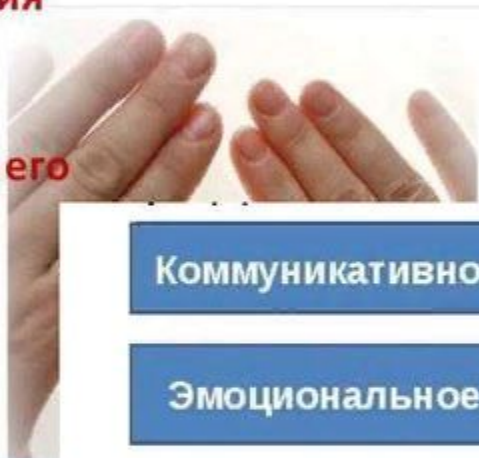 ия
его
Коммуникативно
Эмоциональное